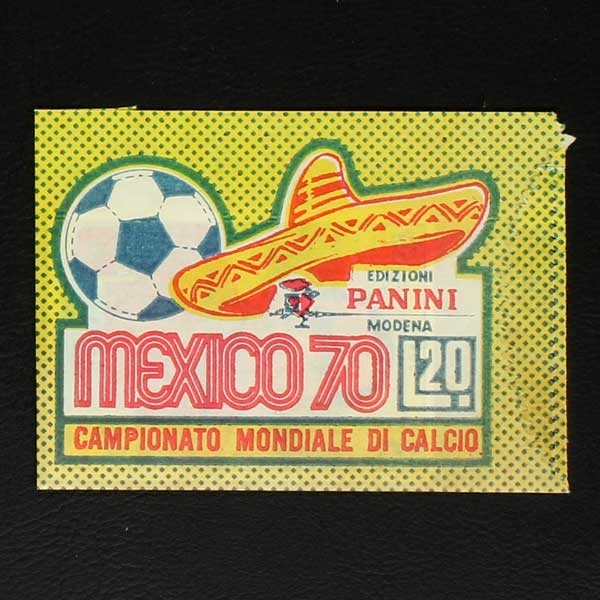 EDIZIONI
PANINI
MODENA
MEXICO 70 L.20
CAMPIONATO MONDIALE DI CALCIO